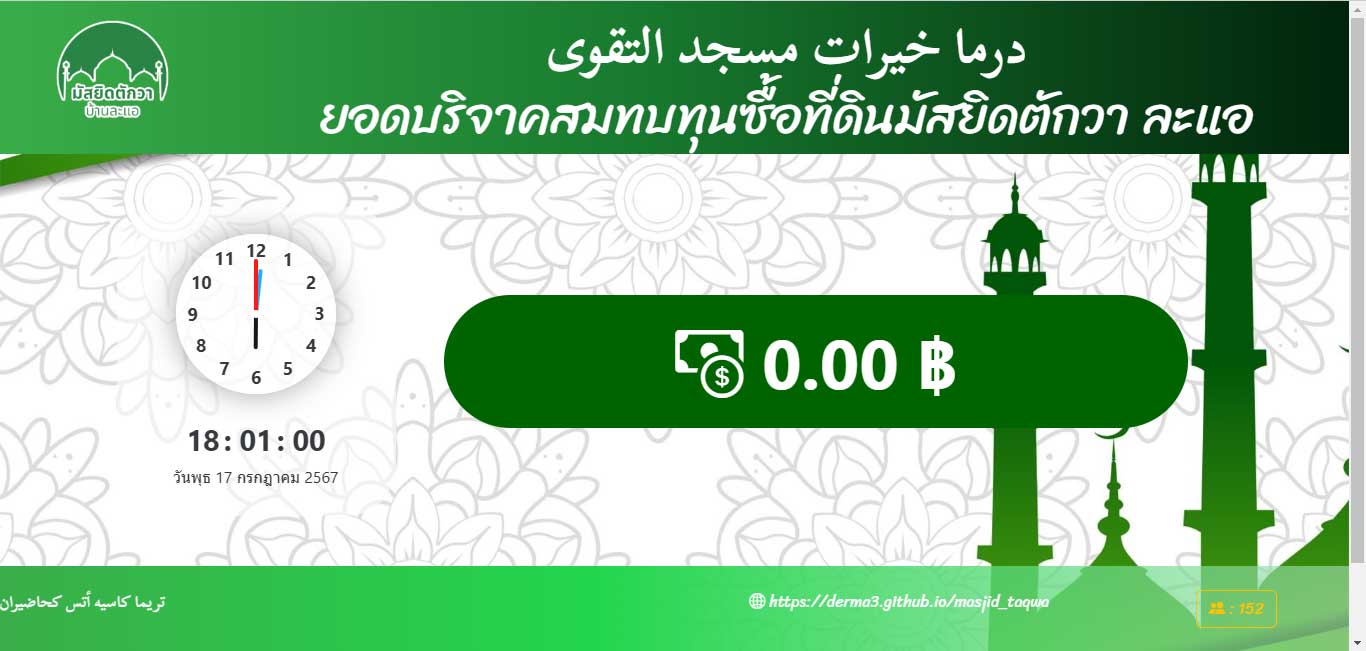 مَسْجِد
درما خيرات مسجد التقوى
ยอดบริจาคสมทบทุนซื้อที่ดินมัสยิดตักวา ละแอ
มัสยิดตักวา
บ้านละแอ
12
11
1
10
2
9
3
8
4
7
5
6
0.00 ฿
18 : 01 : 00
วันพุธ 17 กรกฎาคม 2567
تريما كاسيه أتس كحاضيران
https://derma3.github.io/masjid_taqwa
: 152